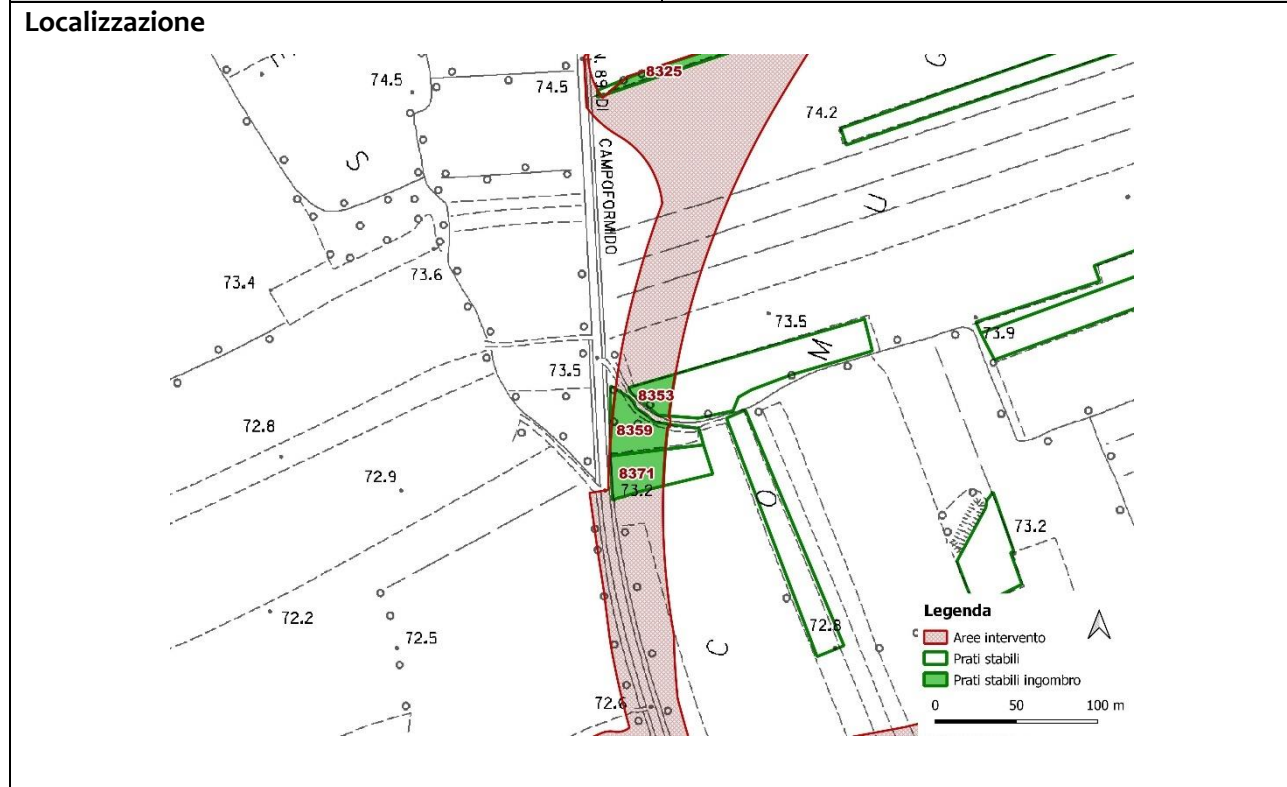 Localizzazione
8325
74.5
74.5
N. 89 DI
CAMPOFORMIDO
74.2
G
S
U
73.4
73.6
73.5
73.5
M
73.9
8353
8359
72.8
8371
73.2
72.9
O
73.2
72.2
72.5
72.8
C
72.6
Legenda
Aree intervento
Prati stabili
Prati stabili ingombro
0 50 100 m